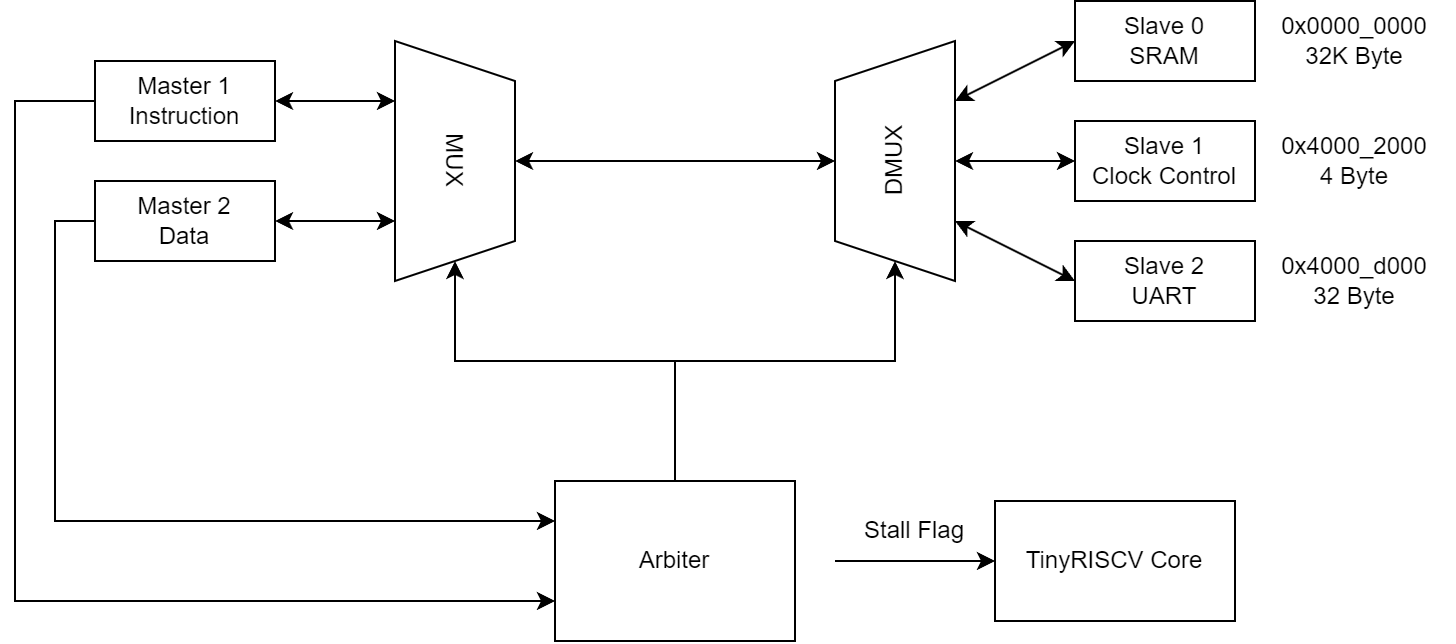 Slave 0
SRAM
0x0000_0000
32K Byte
Master 1
Instruction
MUX
DMUX
Slave 1
Clock Control
0x4000_2000
4 Byte
Master 2
Data
Slave 2
UART
0x4000_d000
32 Byte
Arbiter
Stall Flag
TinyRISCV Core